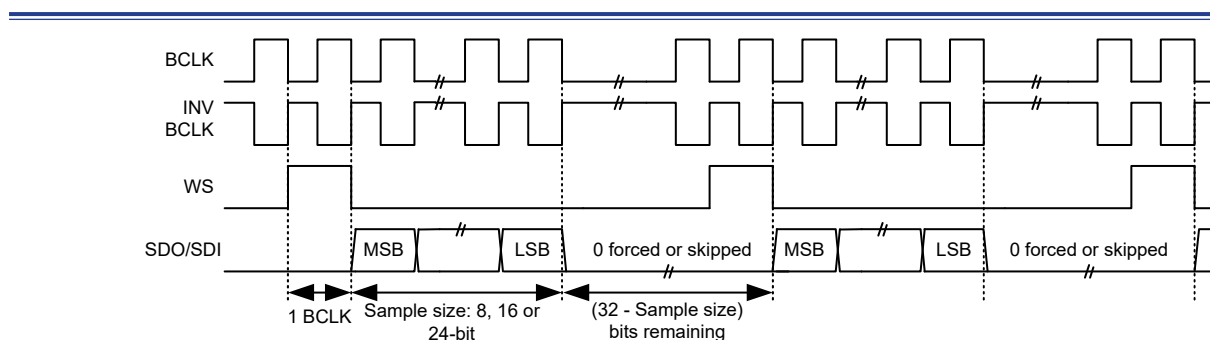 BCLK
INV
BCLK
WS
SDO/SDI
MSB
LSB
0 forced or skipped
MSB
LSB
0 forced or skipped
1 BCLK
Sample size: 8, 16 or
24-bit
(32 - Sample size)
bits remaining